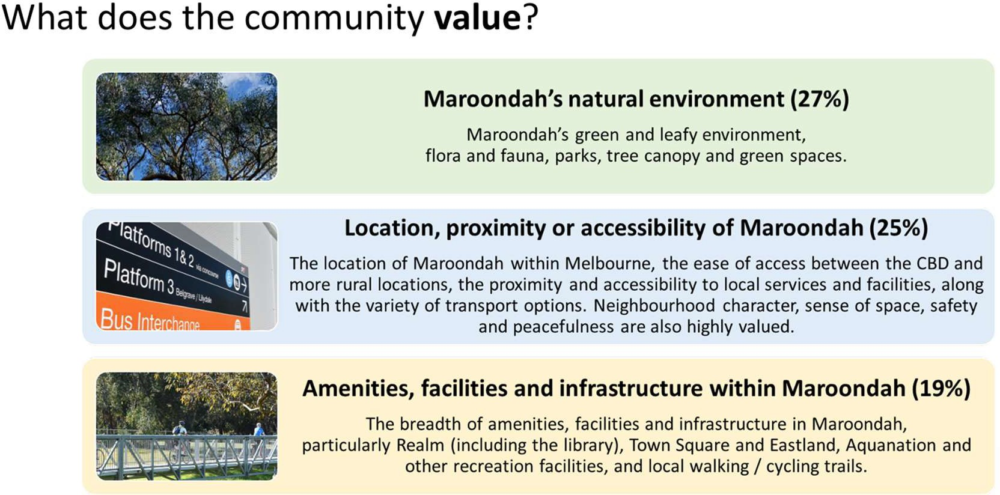 What does the community value?
Maroondah’s natural environment (27%)
Maroondah’s green and leafy environment,
flora and fauna, parks, tree canopy and green spaces.
Platforms 1 & 2 via concourse
Platform 3 Belgrave / Lilydale
Bus Interchange
Location, proximity or accessibility of Maroondah (25%)
The location of Maroondah within Melbourne, the ease of access between the CBD and
more rural locations, the proximity and accessibility to local services and facilities, along
with the variety of transport options. Neighbourhood character, sense of space, safety
and peacefulness are also highly valued.
Amenities, facilities and infrastructure within Maroondah (19%)
The breadth of amenities, facilities and infrastructure in Maroondah,
particularly Realm (including the library), Town Square and Eastland, Aquanation and
other recreation facilities, and local walking / cycling trails.